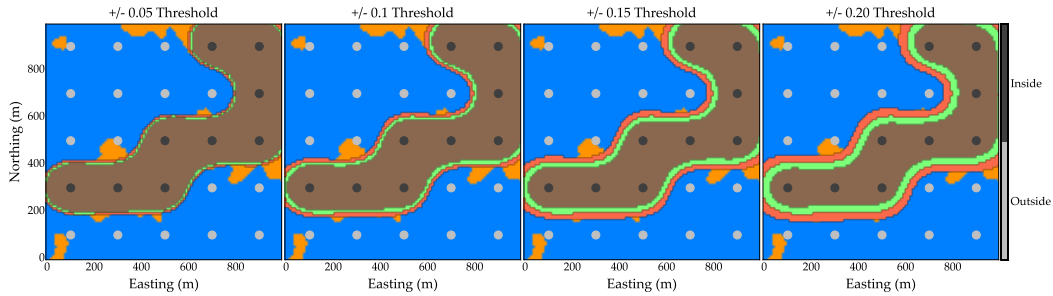 +/- 0.05 Threshold
+/- 0.1 Threshold
+/- 0.15 Threshold
+/- 0.20 Threshold
Northing (m)
800
600
400
200
0
0 200 400 600 800
0 200 400 600 800
0 200 400 600 800
0 200 400 600 800
Easting (m)
Easting (m)
Easting (m)
Easting (m)
Inside
Outside